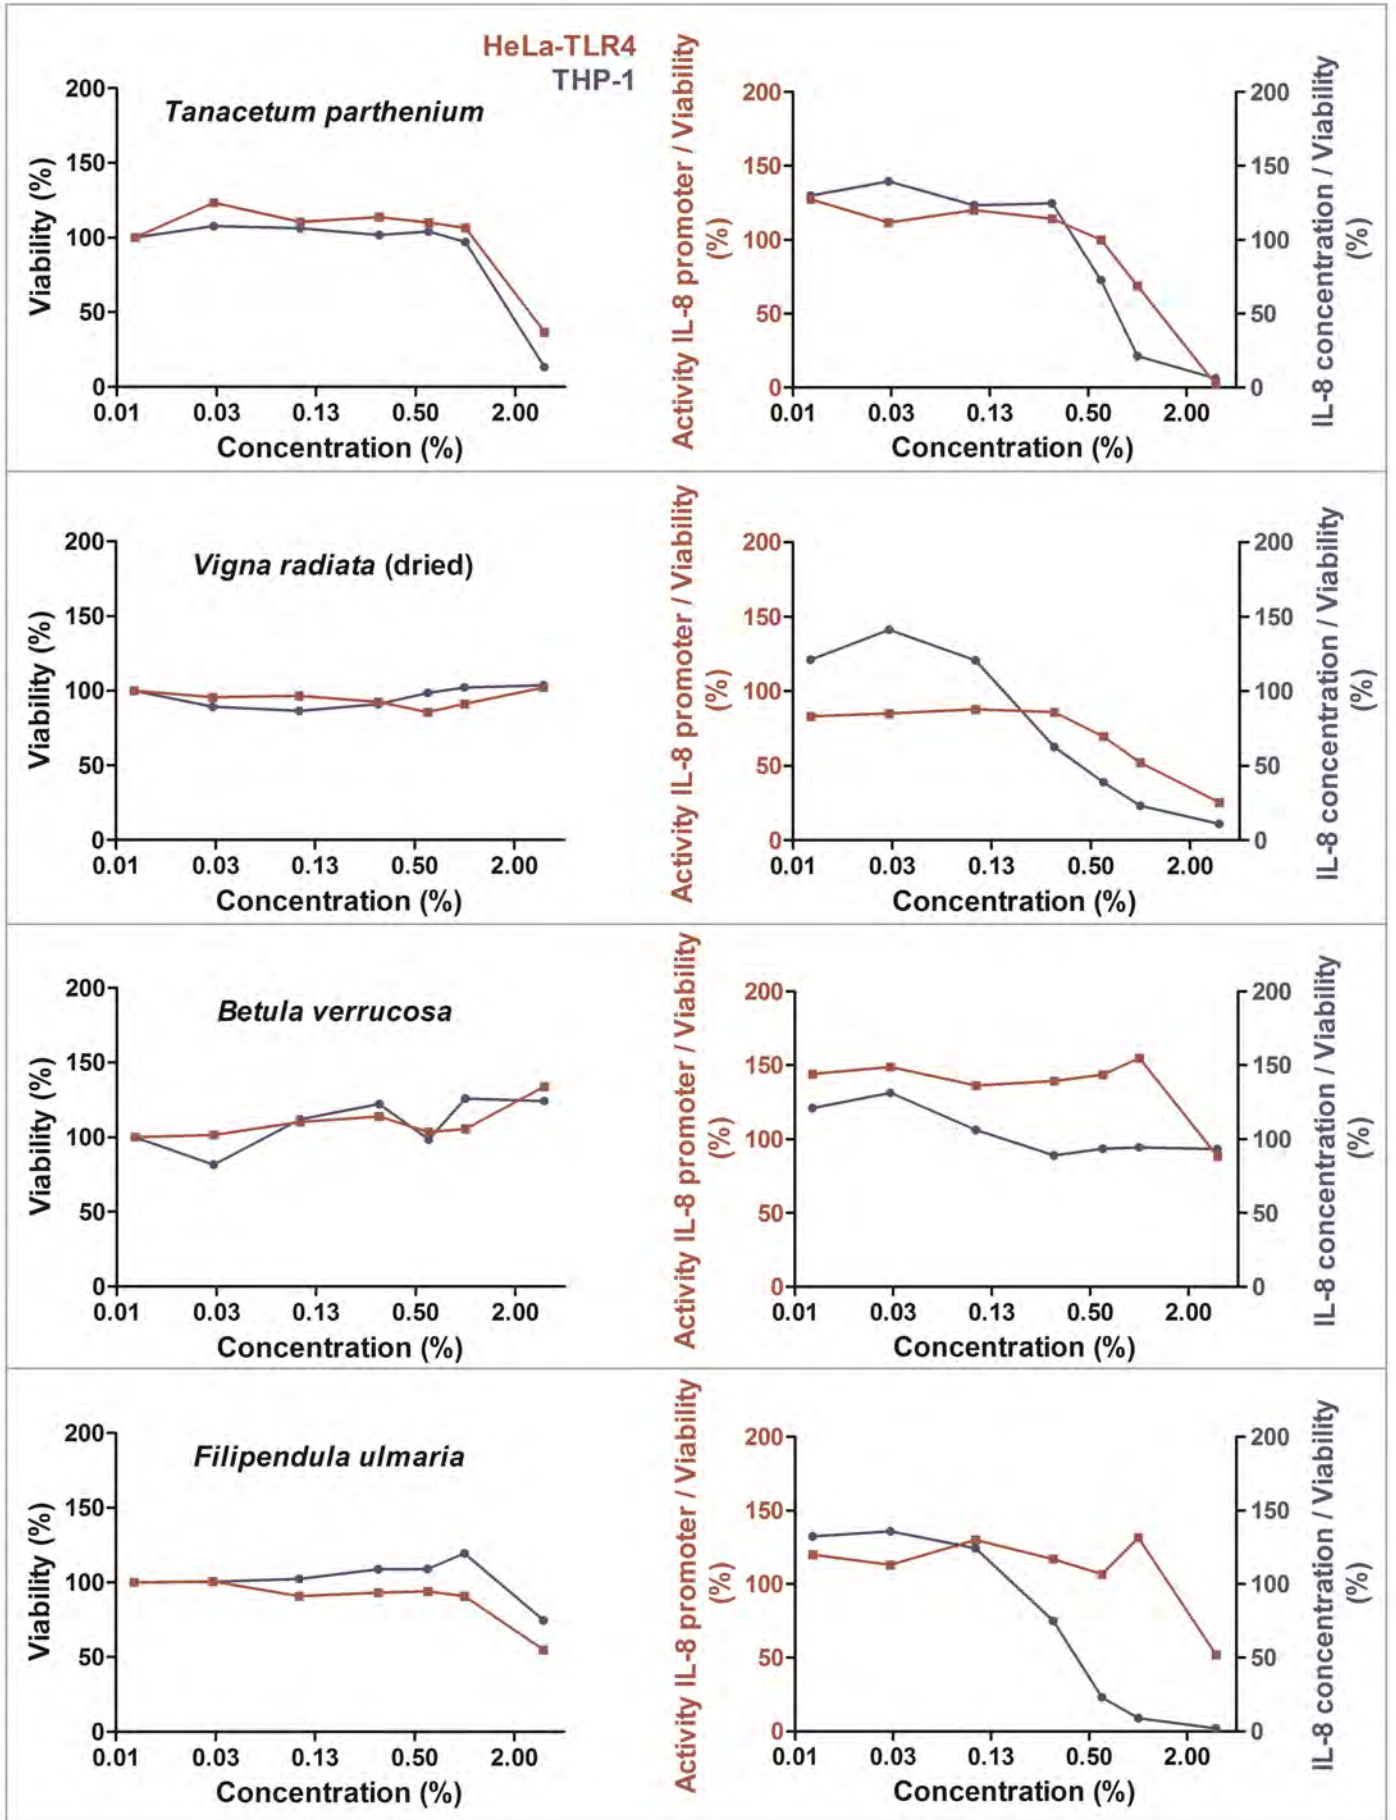 HeLa-TLR4
THP-1
Tanacetum parthenium
Viability (%)
200
150
100
50
0
0.01 0.03 0.13 0.50 2.00
Concentration (%)
Activity IL-8 promoter / Viability
(%)
200
150
100
50
0
0.01 0.03 0.13 0.50 2.00
Concentration (%)
200
150
100
50
0
IL-8 concentration / Viability
(%)
Vigna radiata (dried)
Viability (%)
200
150
100
50
0
0.01 0.03 0.13 0.50 2.00
Concentration (%)
Activity IL-8 promoter / Viability
(%)
200
150
100
50
0
0.01 0.03 0.13 0.50 2.00
Concentration (%)
200
150
100
50
0
IL-8 concentration / Viability
(%)
Betula verrucosa
Viability (%)
200
150
100
50
0
0.01 0.03 0.13 0.50 2.00
Concentration (%)
Activity IL-8 promoter / Viability
(%)
200
150
100
50
0
0.01 0.03 0.13 0.50 2.00
Concentration (%)
200
150
100
50
0
IL-8 concentration / Viability
(%)
Filipendula ulmaria
Viability (%)
200
150
100
50
0
0.01 0.03 0.13 0.50 2.00
Concentration (%)
Activity IL-8 promoter / Viability
(%)
200
150
100
50
0
0.01 0.03 0.13 0.50 2.00
Concentration (%)
200
150
100
50
0
IL-8 concentration / Viability
(%)